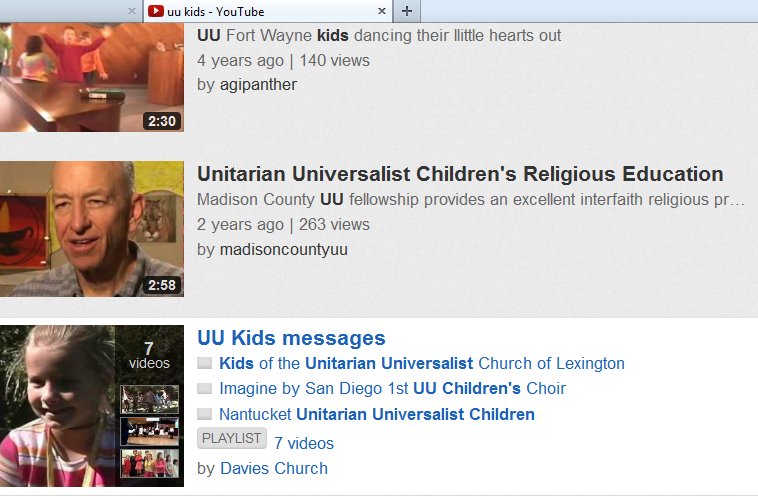 uu kids - YouTube
UU Fort Wayne kids dancing their llittle hearts out
4 years ago | 140 views
by agipanther
2:30
Unitarian Universalist Children's Religious Education
Madison County UU fellowship provides an excellent interfaith religious pr…
2 years ago | 263 views
by madisoncountyuu
2:58
UU Kids messages
7
videos
Kids of the Unitarian Universalist Church of Lexington
Imagine by San Diego 1st UU Children's Choir
Nantucket Unitarian Universalist Children
PLAYLIST 7 videos
by Davies Church